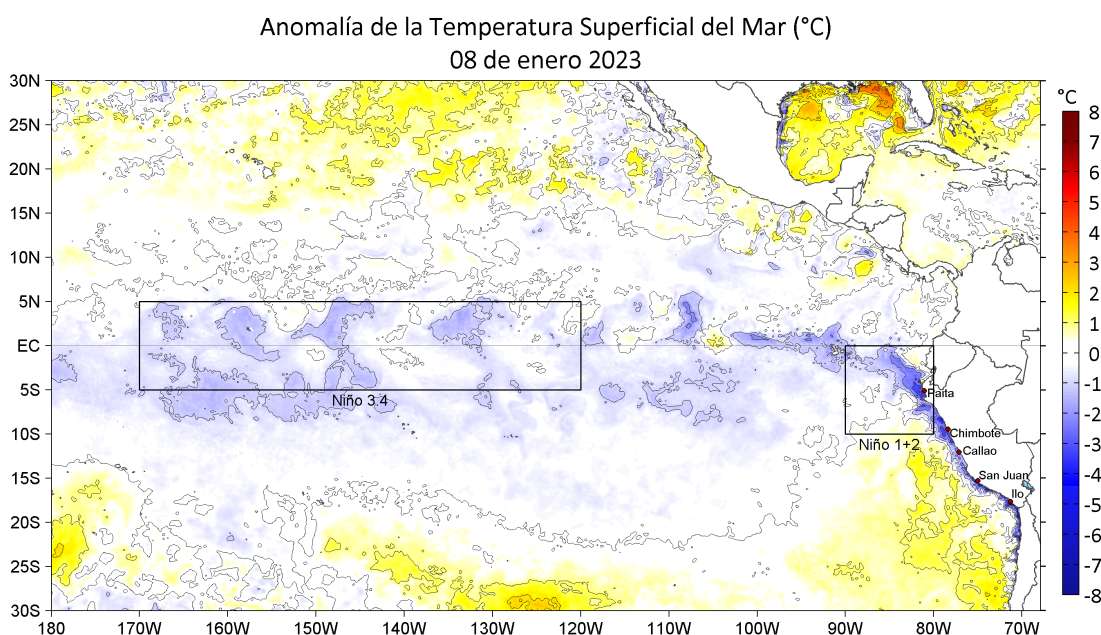 Anomalía de la Temperatura Superficial del Mar (°C)
08 de enero 2023
30N
25N
20N
15N
10N
5N
EC
5S
10S
15S
20S
25S
30S
180
170W
160W
150W
140W
130W
120W
110W
100W
90W
80W
70W
Niño 3.4
Niño 1+2
Paita
Chimbote
Callao
San Juan
Ilo
°C
8
7
6
5
4
3
2
1
0
-1
-2
-3
-4
-5
-6
-7
-8